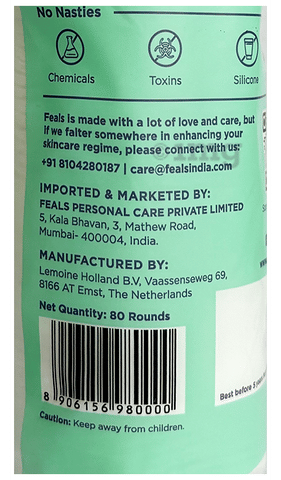 No Nasties
Chemicals Toxins Silicone
Feals is made with a lot of love and care, but
if we falter somewhere in enhancing your
skincare regime, please connect with us:
+91 8104280187 | care@fealsindia.com
IMPORTED & MARKETED BY:
FEALS PERSONAL CARE PRIVATE LIMITED
5, Kala Bhavan, 3, Mathew Road,
Mumbai- 400004, India.
MANUFACTURED BY:
Lemoine Holland B.V, Vaassenseweg 69,
8166 AT Emst, The Netherlands
Net Quantity: 80 Rounds
8 906156 980000
Caution: Keep away from children.
Best before 5